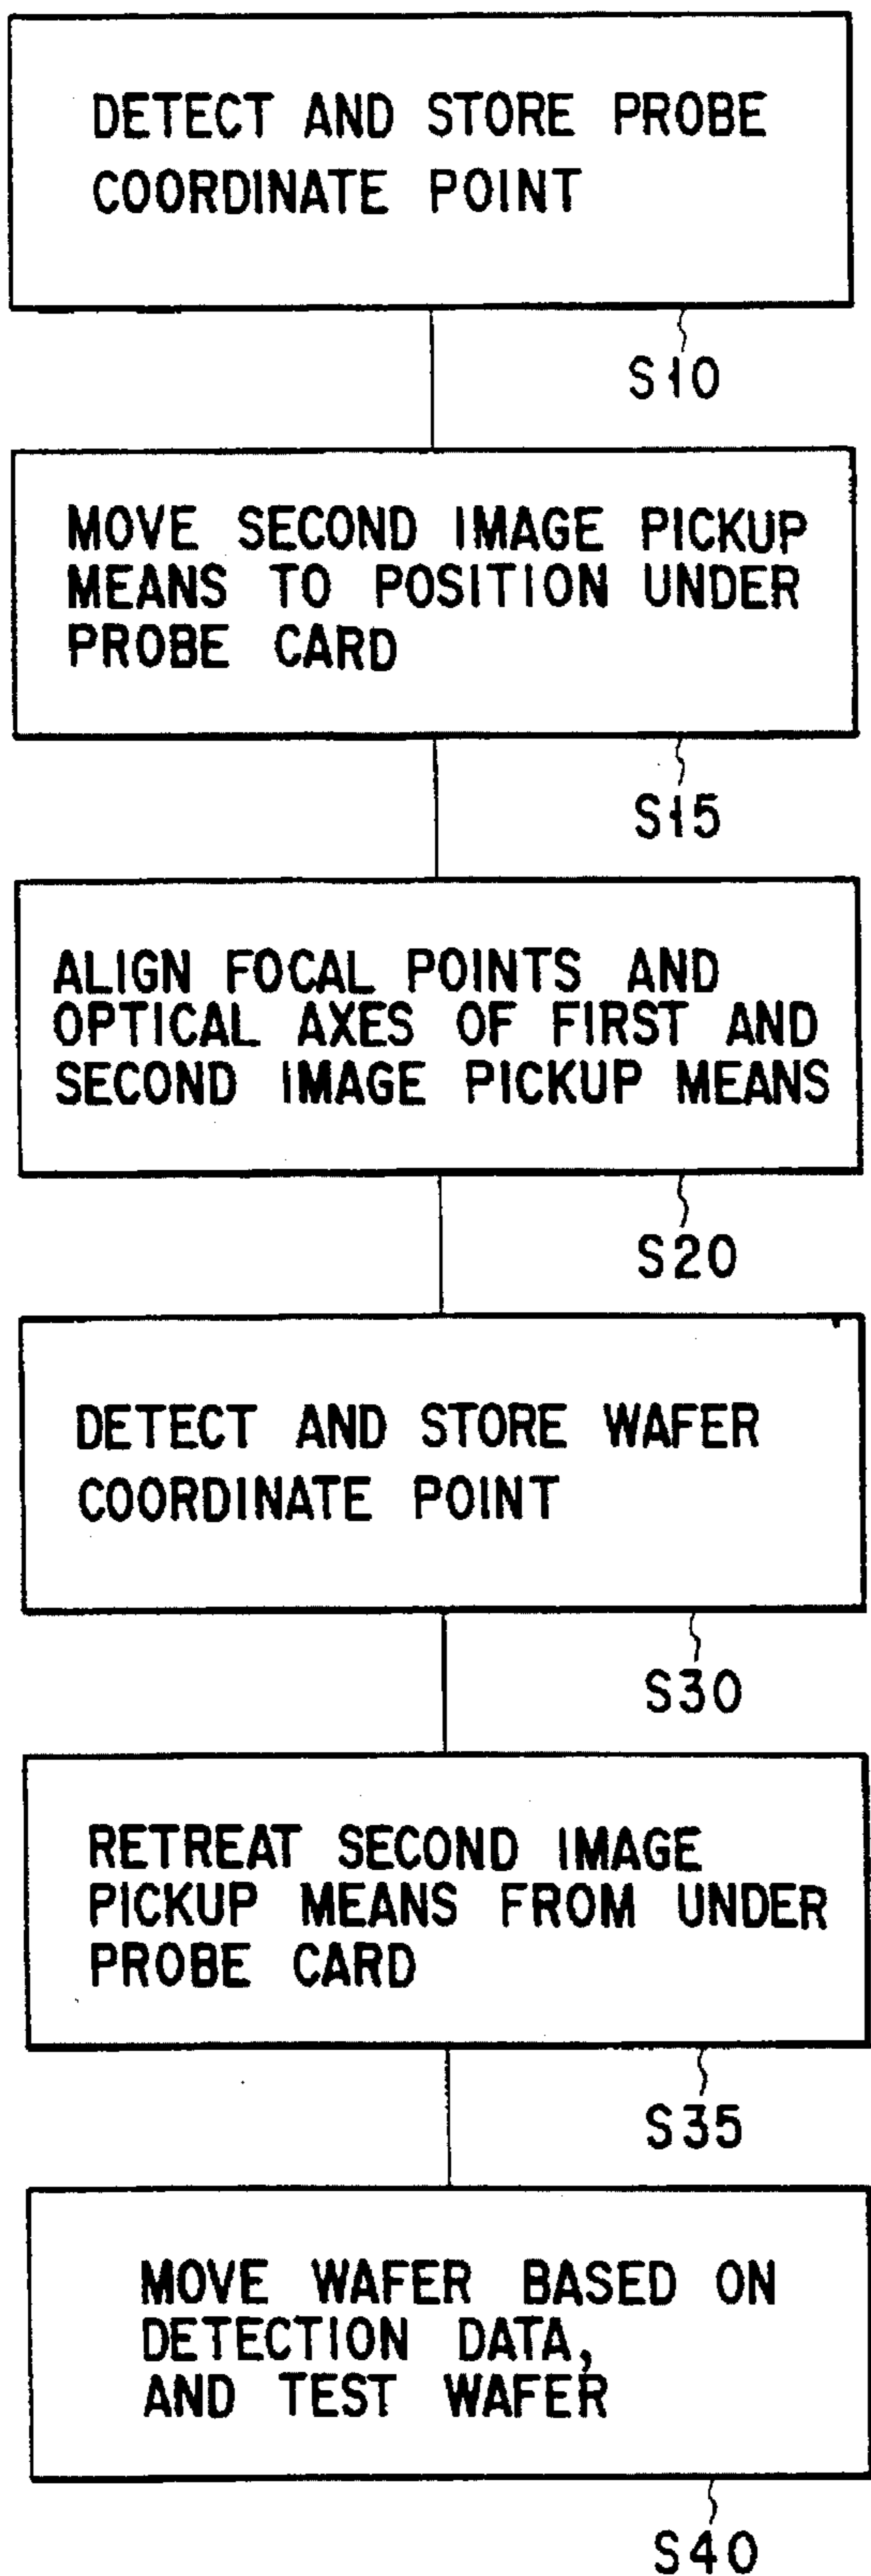 DETECT AND STORE PROBE
COORDINATE POINT
S10
MOVE SECOND IMAGE PICKUP
MEANS TO POSITION UNDER
PROBE CARD
S15
ALIGN FOCAL POINTS AND
OPTICAL AXES OF FIRST AND
SECOND IMAGE PICKUP MEANS
S20
DETECT AND STORE WAFER
COORDINATE POINT
S30
RETREAT SECOND IMAGE
PICKUP MEANS FROM UNDER
PROBE CARD
S35
MOVE WAFER BASED ON
DETECTION DATA,
AND TEST WAFER
S40